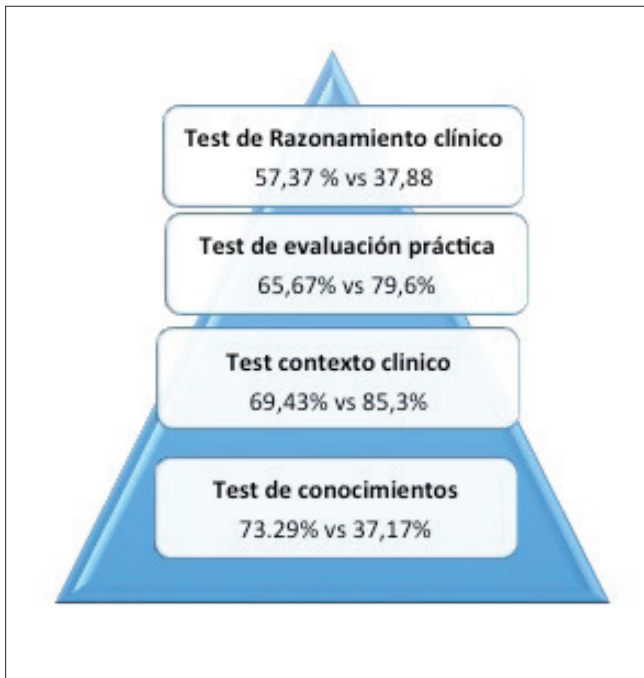 Test de Razonamiento clínico
57,37 % vs 37,88
Test de evaluación práctica
65,67% vs 79,6%
Test contexto clinico
69,43% vs 85,3%
Test de conocimientos
73.29% vs 37,17%